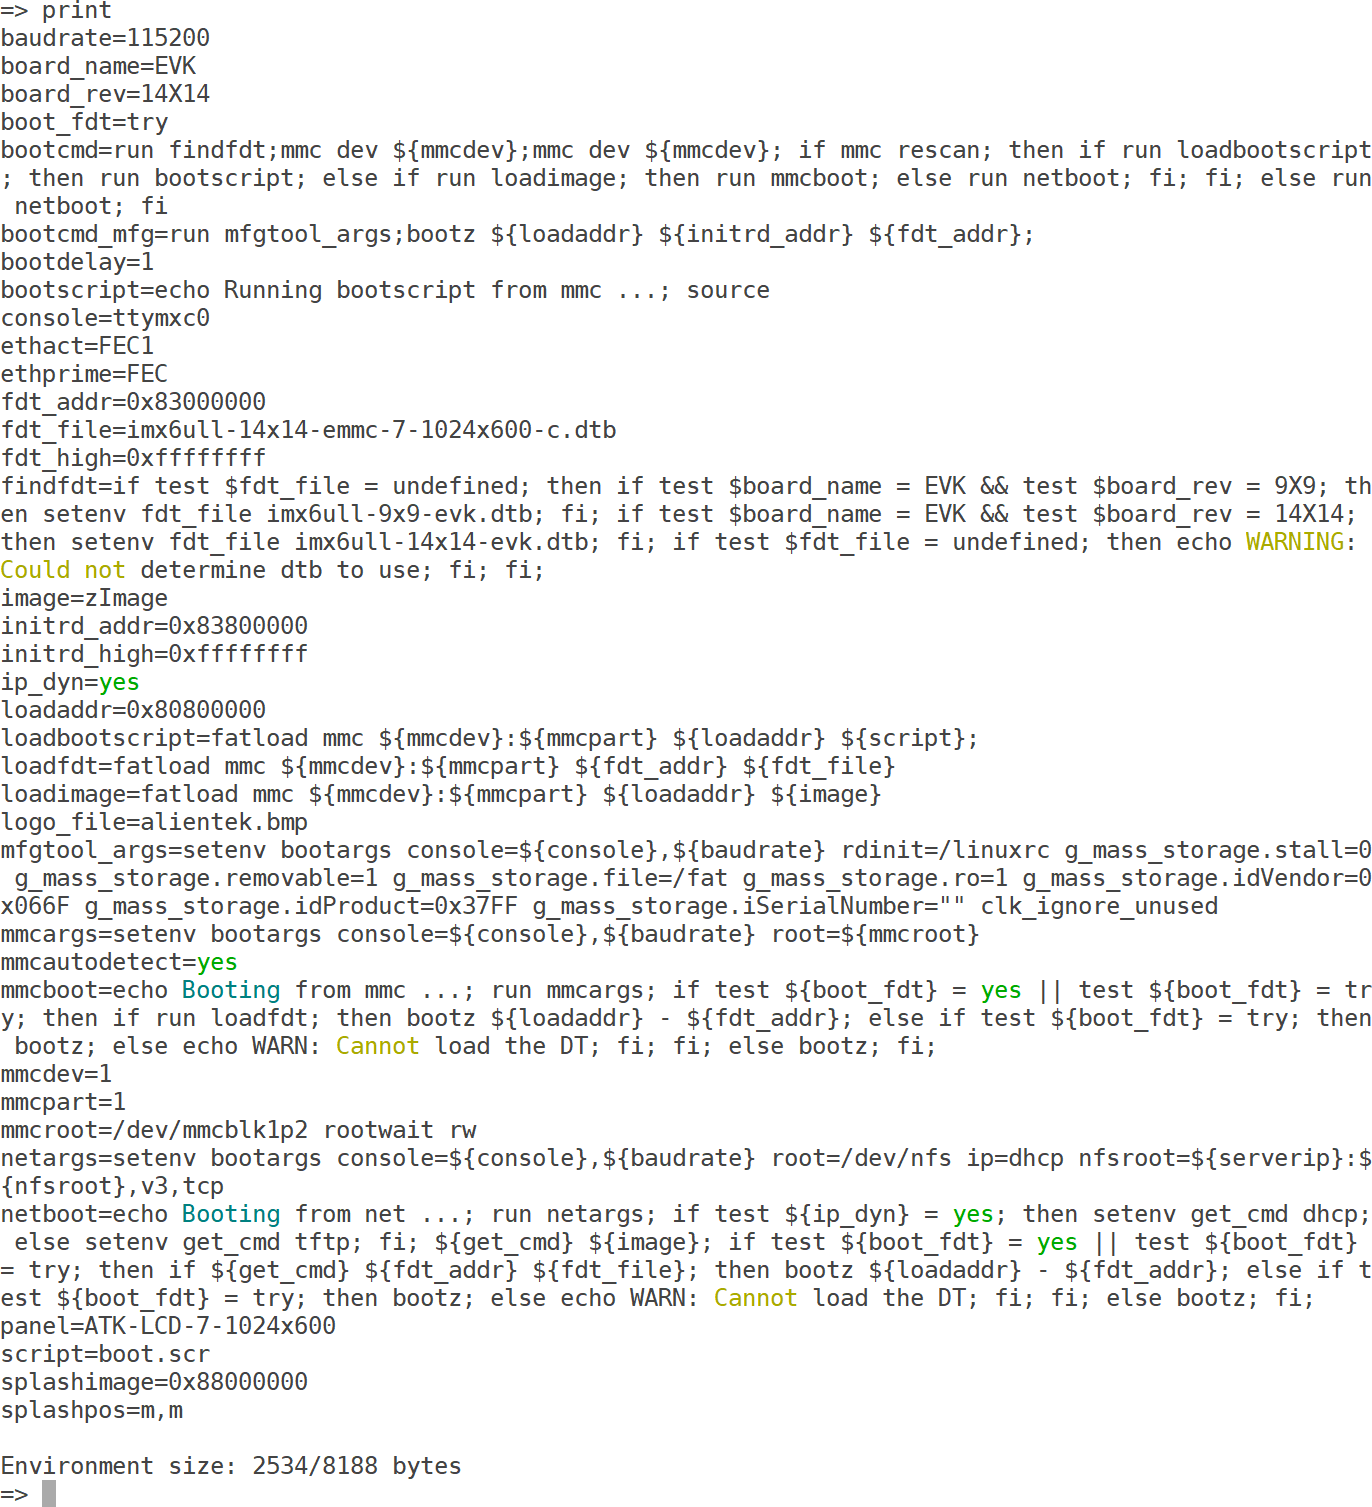 => print
baudrate=115200
board_name=EVK
board_rev=14X14
boot_fdt=try
bootcmd=run findfdt;mmc dev ${mmcdev};mmc dev ${mmcdev}; if mmc rescan; then if run loadbootscript
; then run bootscript; else if run loadimage; then run mmcboot; else run netboot; fi; fi; else run
 netboot; fi
bootcmd_mfg=run mfgtool_args;bootz ${loadaddr} ${initrd_addr} ${fdt_addr};
bootdelay=1
bootscript=echo Running bootscript from mmc ...; source
console=ttymxc0
ethact=FEC1
ethprime=FEC
fdt_addr=0x83000000
fdt_file=imx6ull-14x14-emmc-7-1024x600-c.dtb
fdt_high=0xffffffff
findfdt=if test $fdt_file = undefined; then if test $board_name = EVK && test $board_rev = 9X9; th
en setenv fdt_file imx6ull-9x9-evk.dtb; fi; if test $board_name = EVK && test $board_rev = 14X14;
then setenv fdt_file imx6ull-14x14-evk.dtb; fi; if test $fdt_file = undefined; then echo WARNING:
Could not determine dtb to use; fi; fi;
image=zImage
initrd_addr=0x83800000
initrd_high=0xffffffff
ip_dyn=yes
loadaddr=0x80800000
loadbootscript=fatload mmc ${mmcdev}:${mmcpart} ${loadaddr} ${script};
loadfdt=fatload mmc ${mmcdev}:${mmcpart} ${fdt_addr} ${fdt_file}
loadimage=fatload mmc ${mmcdev}:${mmcpart} ${loadaddr} ${image}
logo_file=alientek.bmp
mfgtool_args=setenv bootargs console=${console},${baudrate} rdinit=/linuxrc g_mass_storage.stall=0
 g_mass_storage.removable=1 g_mass_storage.file=/fat g_mass_storage.ro=1 g_mass_storage.idVendor=0
x066F g_mass_storage.idProduct=0x37FF g_mass_storage.iSerialNumber="" clk_ignore_unused
mmcargs=setenv bootargs console=${console},${baudrate} root=${mmcroot}
mmcautodetect=yes
mmcboot=echo Booting from mmc ...; run mmcargs; if test ${boot_fdt} = yes || test ${boot_fdt} = tr
y; then if run loadfdt; then bootz ${loadaddr} - ${fdt_addr}; else if test ${boot_fdt} = try; then
 bootz; else echo WARN: Cannot load the DT; fi; fi; else bootz; fi;
mmcdev=1
mmcpart=1
mmcroot=/dev/mmcblk1p2 rootwait rw
netargs=setenv bootargs console=${console},${baudrate} root=/dev/nfs ip=dhcp nfsroot=${serverip}:$
{nfsroot},v3,tcp
netboot=echo Booting from net ...; run netargs; if test ${ip_dyn} = yes; then setenv get_cmd dhcp;
 else setenv get_cmd tftp; fi; ${get_cmd} ${image}; if test ${boot_fdt} = yes || test ${boot_fdt}
= try; then if ${get_cmd} ${fdt_addr} ${fdt_file}; then bootz ${loadaddr} - ${fdt_addr}; else if t
est ${boot_fdt} = try; then bootz; else echo WARN: Cannot load the DT; fi; fi; else bootz; fi;
panel=ATK-LCD-7-1024x600
script=boot.scr
splashimage=0x88000000
splashpos=m,m

Environment size: 2534/8188 bytes
=>